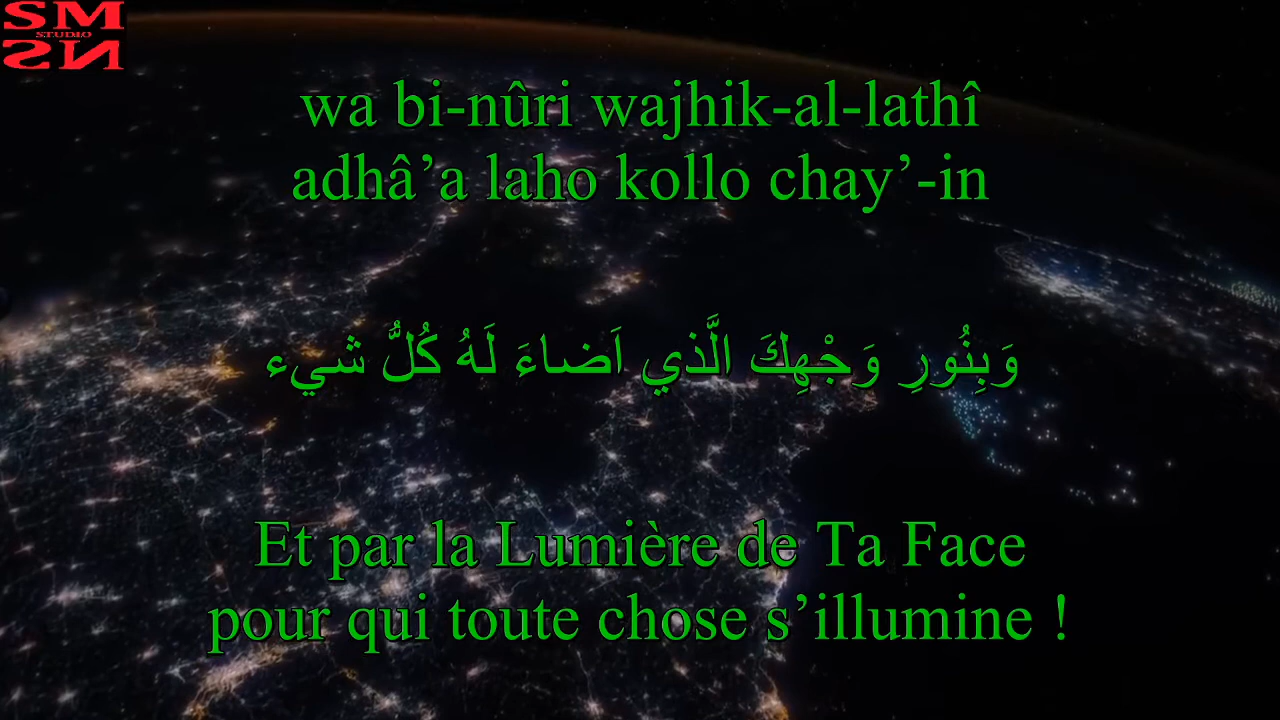 SM
STUDIO
SM
wa bi-nûri wajhik-al-lathî
adhâ’a laho kollo chay’-in
وَبِنُورِ وَجْهِكَ الَّذي اَضاءَ لَهُ كُلُّ شيء
Et par la Lumière de Ta Face
pour qui toute chose s’illumine !